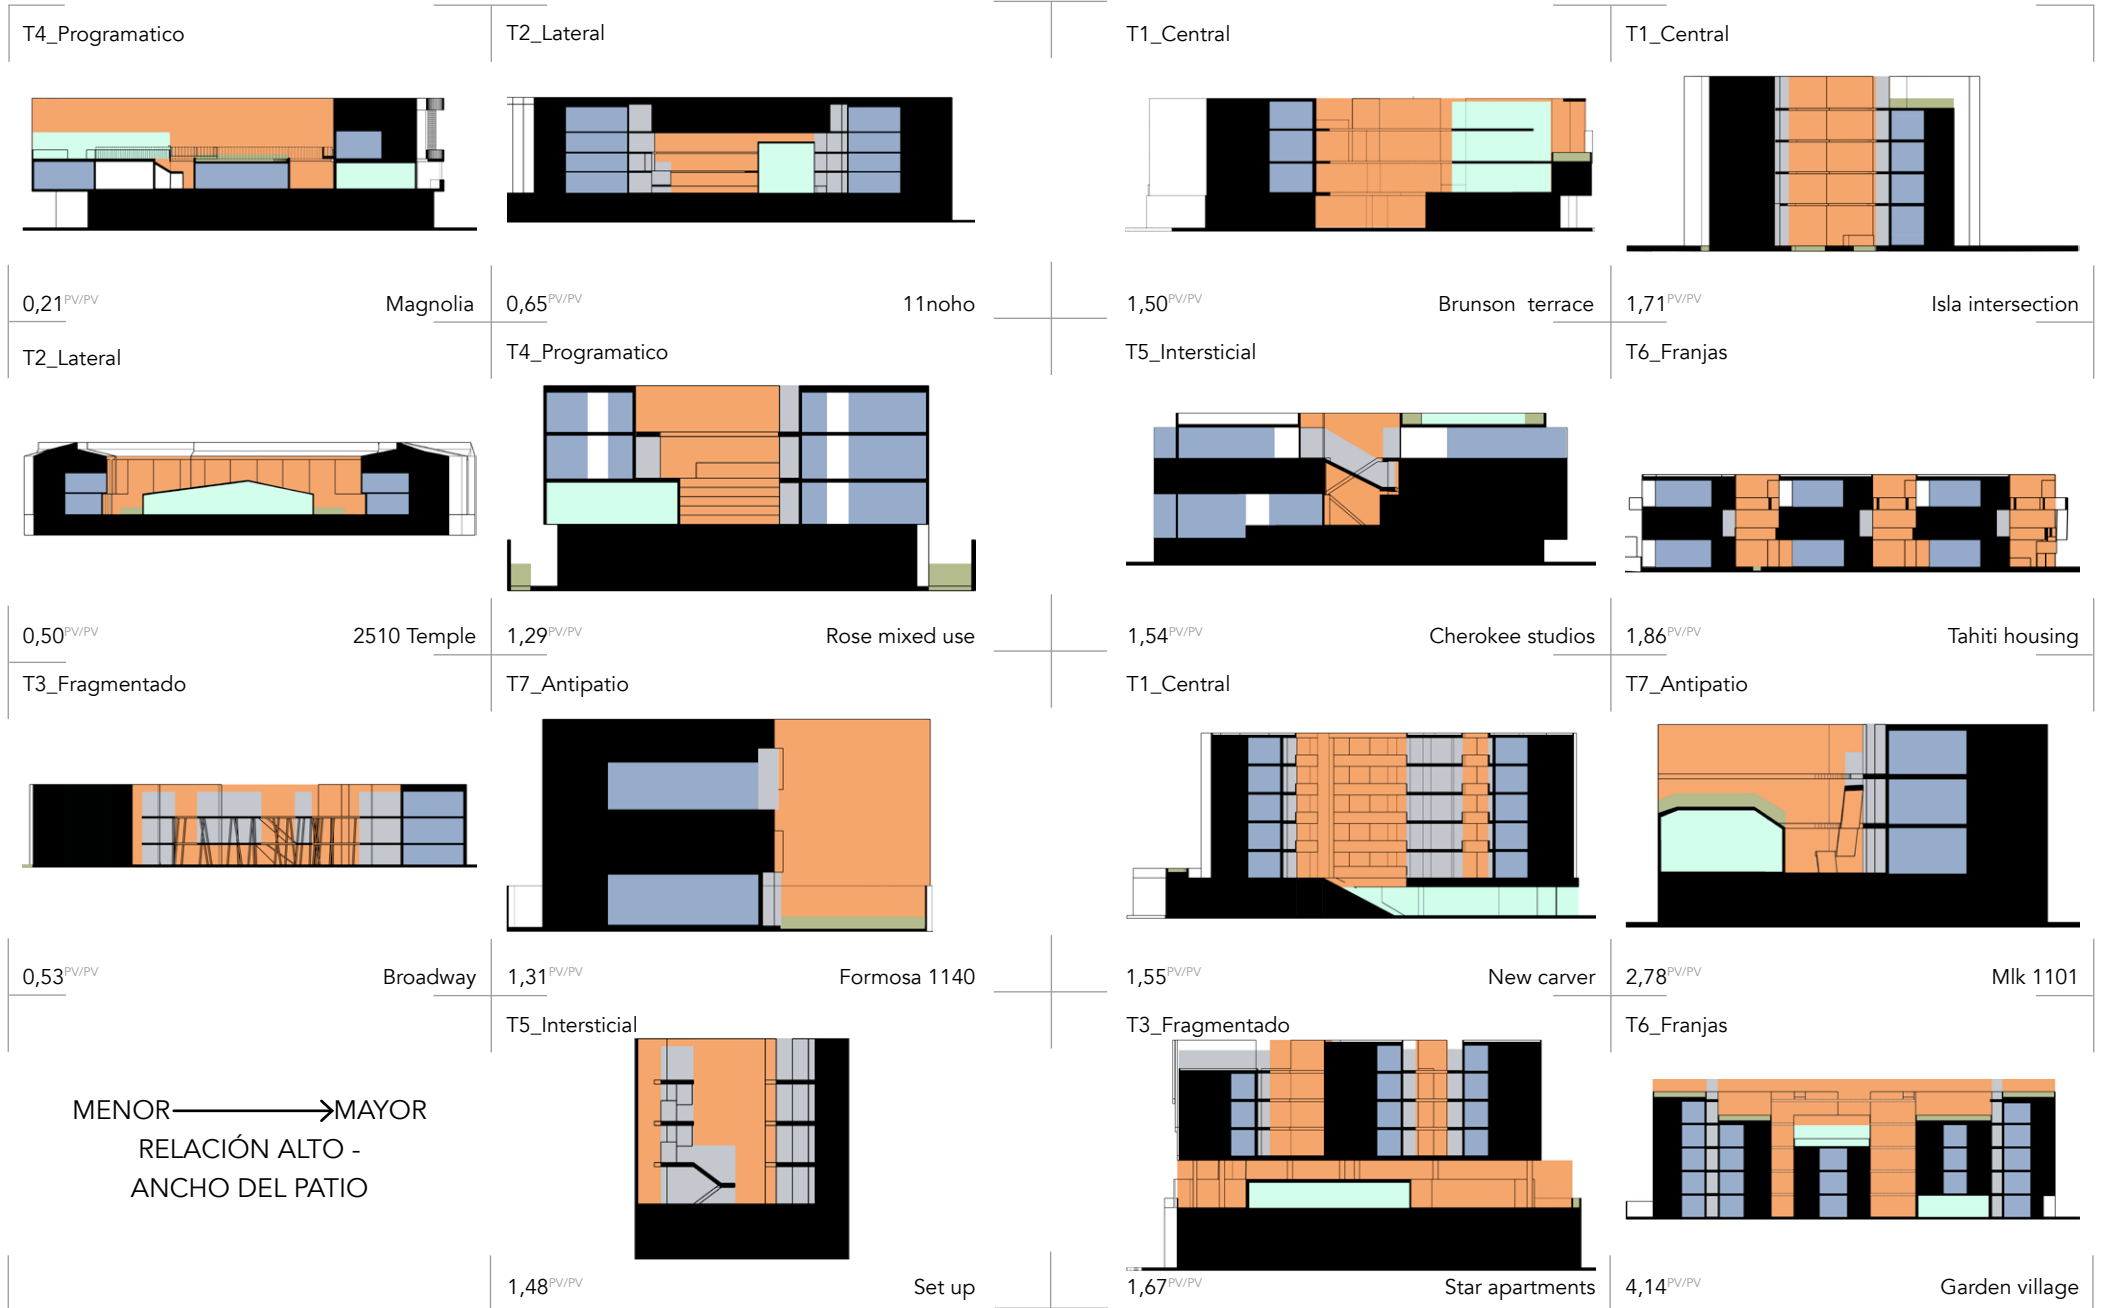 T4_Programatico
T2_Lateral
T1_Central
T1_Central
0,21PV/PV
Magnolia
0,65PV/PV
11noho
1,50PV/PV
Brunson terrace
1,71PV/PV
Isla intersection
T2_Lateral
T4_Programatico
T5_Intersticial
T6_Franjas
0,50PV/PV
2510 Temple
1,29PV/PV
Rose mixed use
1,54PV/PV
Cherokee studios
1,86PV/PV
Tahiti housing
T3_Fragmentado
T7_Antipatio
T1_Central
T7_Antipatio
0,53PV/PV
Broadway
1,31PV/PV
Formosa 1140
1,55PV/PV
New carver
2,78PV/PV
Mlk 1101
T5_Intersticial
T3_Fragmentado
T6_Franjas
MENOR MAYOR
RELACIÓN ALTO -
ANCHO DEL PATIO
1,48PV/PV
Set up
1,67PV/PV
Star apartments
4,14PV/PV
Garden village